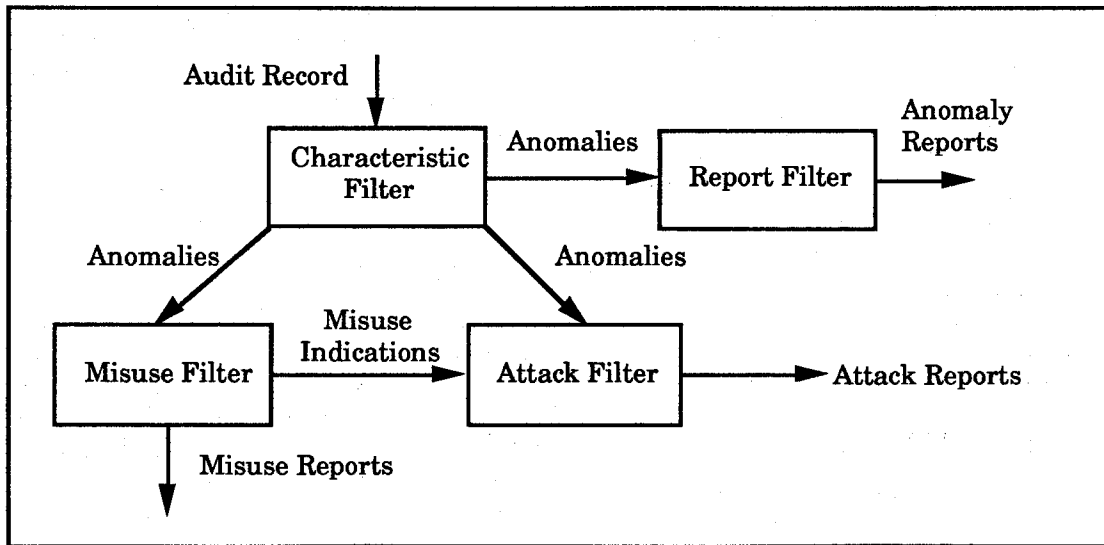 Audit Record
Characteristic
Filter
Anomalies
Report Filter
Anomaly
Reports
Anomalies
Anomalies
Misuse Filter
Misuse
Indications
Attack Filter
Attack Reports
Misuse Reports